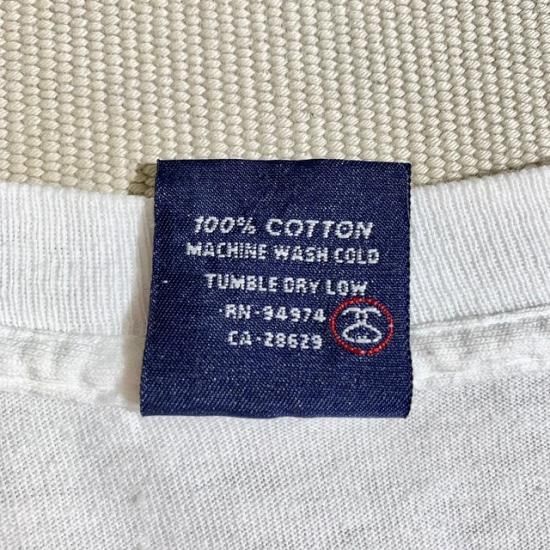 100% COTTON
MACHINE WASH COLD
TUMBLE DRY LOW
·RN-94974
CA-28629